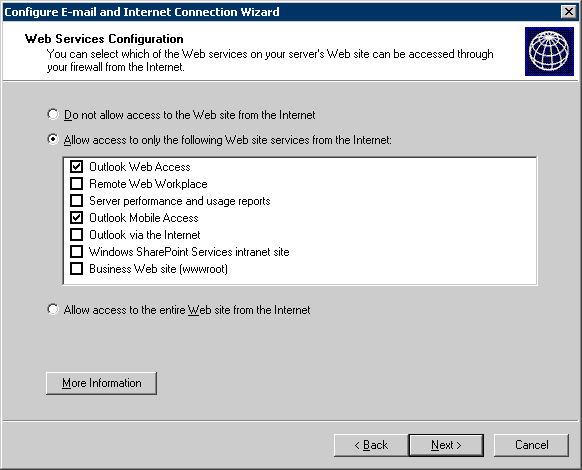 Configure E-mail and Internet Connection Wizard
Web Services Configuration
You can select which of the Web services on your server's Web site can be accessed through
your firewall from the Internet.
Do not allow access to the Web site from the Internet
Allow access to only the following Web site services from the Internet:
Outlook Web Access
Remote Web Workplace
Server performance and usage reports
Outlook Mobile Access
Outlook via the Internet
Windows SharePoint Services intranet site
Business Web site (wwwroot)
Allow access to the entire Web site from the Internet
More Information
< Back Next > Cancel